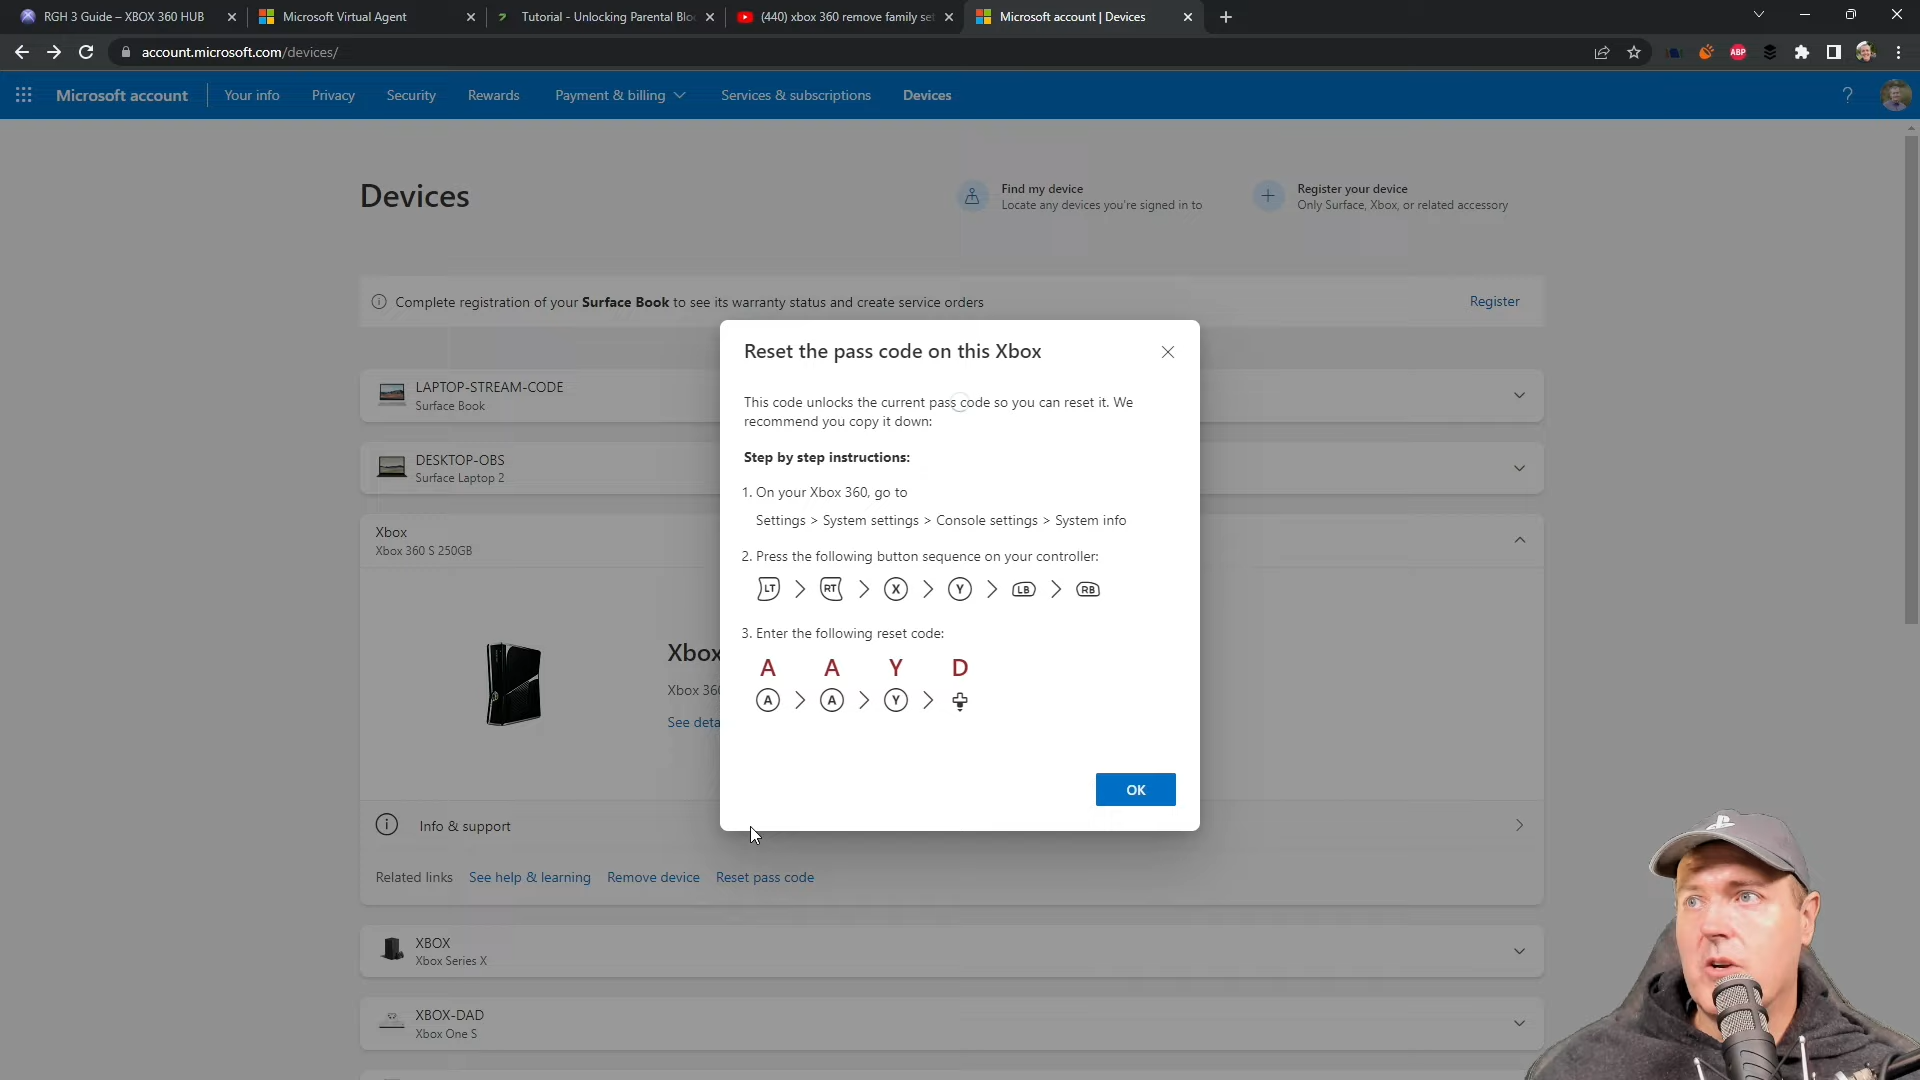 RGH 3 Guide – XBOX 360 HUB
Microsoft Virtual Agent
Tutorial - Unlocking Parental Blo
(440) xbox 360 remove family set
Microsoft account | Devices
account.microsoft.com/devices/
ABP
Microsoft account
Your info
Privacy
Security
Rewards
Payment & billing
Services & subscriptions
Devices
?
Devices
Find my device
Locate any devices you're signed in to
Register your device
Only Surface, Xbox, or related accessory
Complete registration of your Surface Book to see its warranty status and create service orders
Register
LAPTOP-STREAM-CODE
Surface Book
DESKTOP-OBS
Surface Laptop 2
Xbox
Xbox 360 S 250GB
Xbox
Xbox 360
See deta
Reset the pass code on this Xbox
This code unlocks the current pass code so you can reset it. We
recommend you copy it down:
Step by step instructions:
1. On your Xbox 360, go to
Settings > System settings > Console settings > System info
2. Press the following button sequence on your controller:
LT > RT > X > Y > LB > RB
3. Enter the following reset code:
A A Y D
A > A > Y >
OK
Info & support
Related links See help & learning Remove device Reset pass code
XBOX
Xbox Series X
XBOX-DAD
Xbox One S